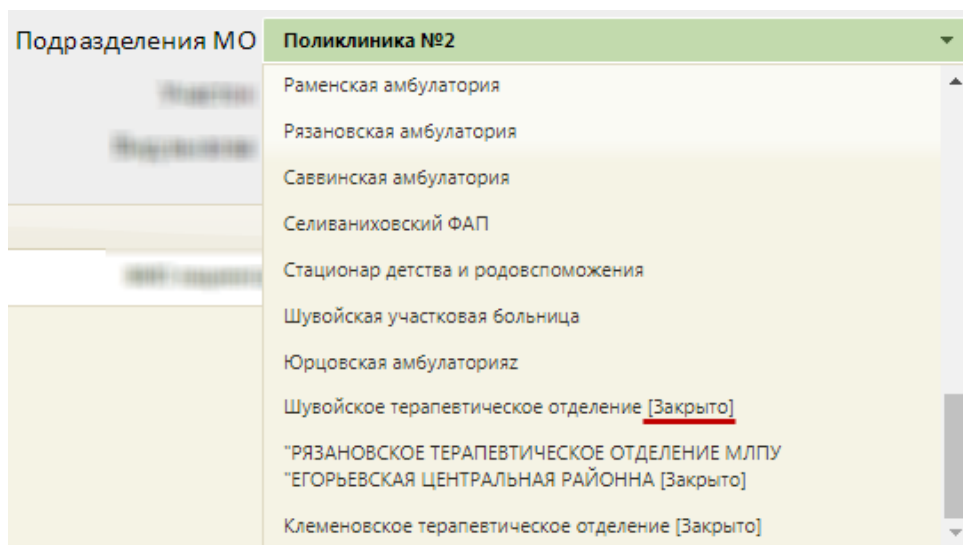 Подразделения МО
Поликлиника №2
Раменская амбулатория
Рязановская амбулатория
Саввинская амбулатория
Селиваниховский ФАП
Стационар детства и родовспоможения
Шувойская участковая больница
Юрцовская амбулаторияz
Шувойское терапевтическое отделение [Закрыто]
"РЯЗАНОВСКОЕ ТЕРАПЕВТИЧЕСКОЕ ОТДЕЛЕНИЕ МЛПУ
"ЕГОРЬЕВСКАЯ ЦЕНТРАЛЬНАЯ РАЙОННА [Закрыто]
Клеменовское терапевтическое отделение [Закрыто]